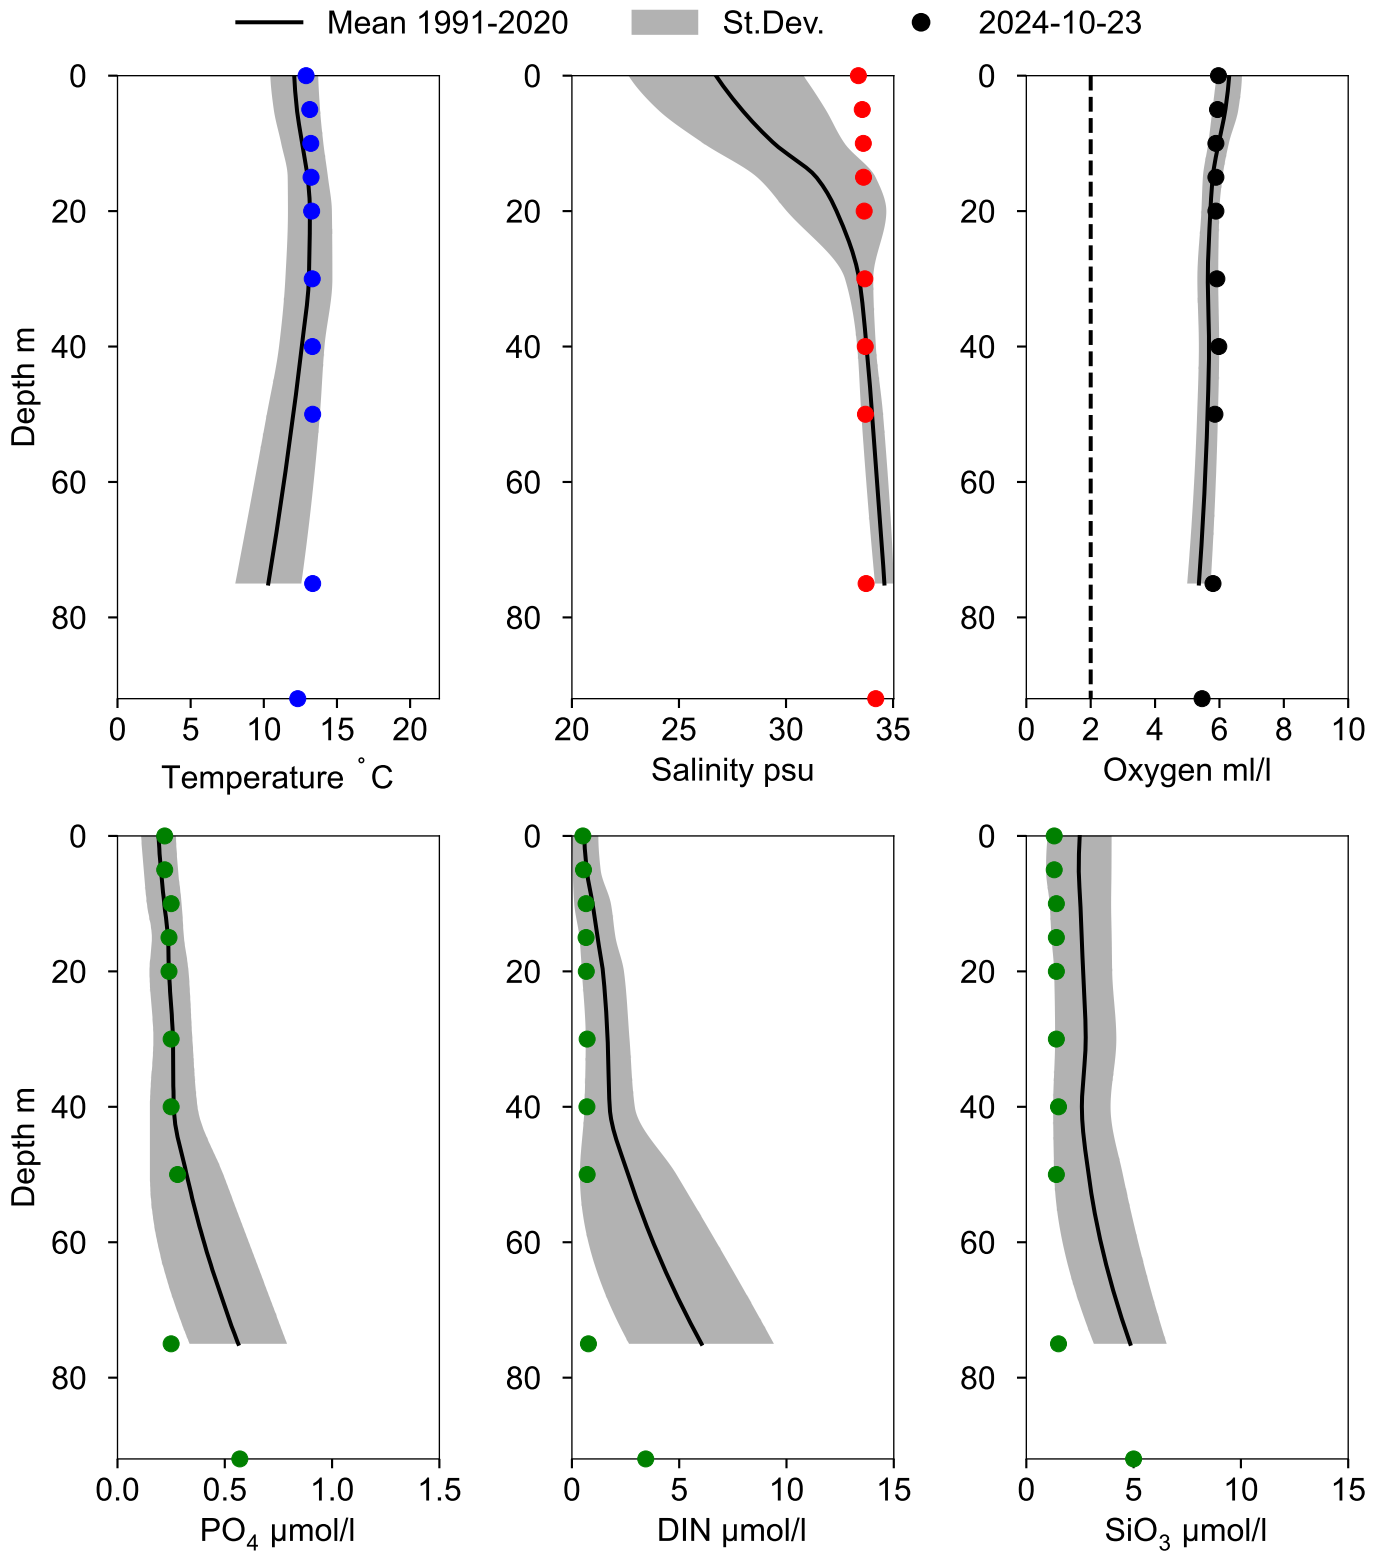 Mean 1991-2020 St.Dev. 2024-10-23
0 0 0
20 20 20
40 40 40
60 60 60
80 80 80
Depth m
0 5 10 15 20 20 25 30 35 0 2 4 6 8 10
Temperature °C Salinity psu Oxygen ml/l
0 0 0
20 20 20
40 40 40
60 60 60
80 80 80
Depth m
0.0 0.5 1.0 1.5 0 5 10 15 0 5 10 15
PO₄ µmol/l DIN µmol/l SiO₃ µmol/l